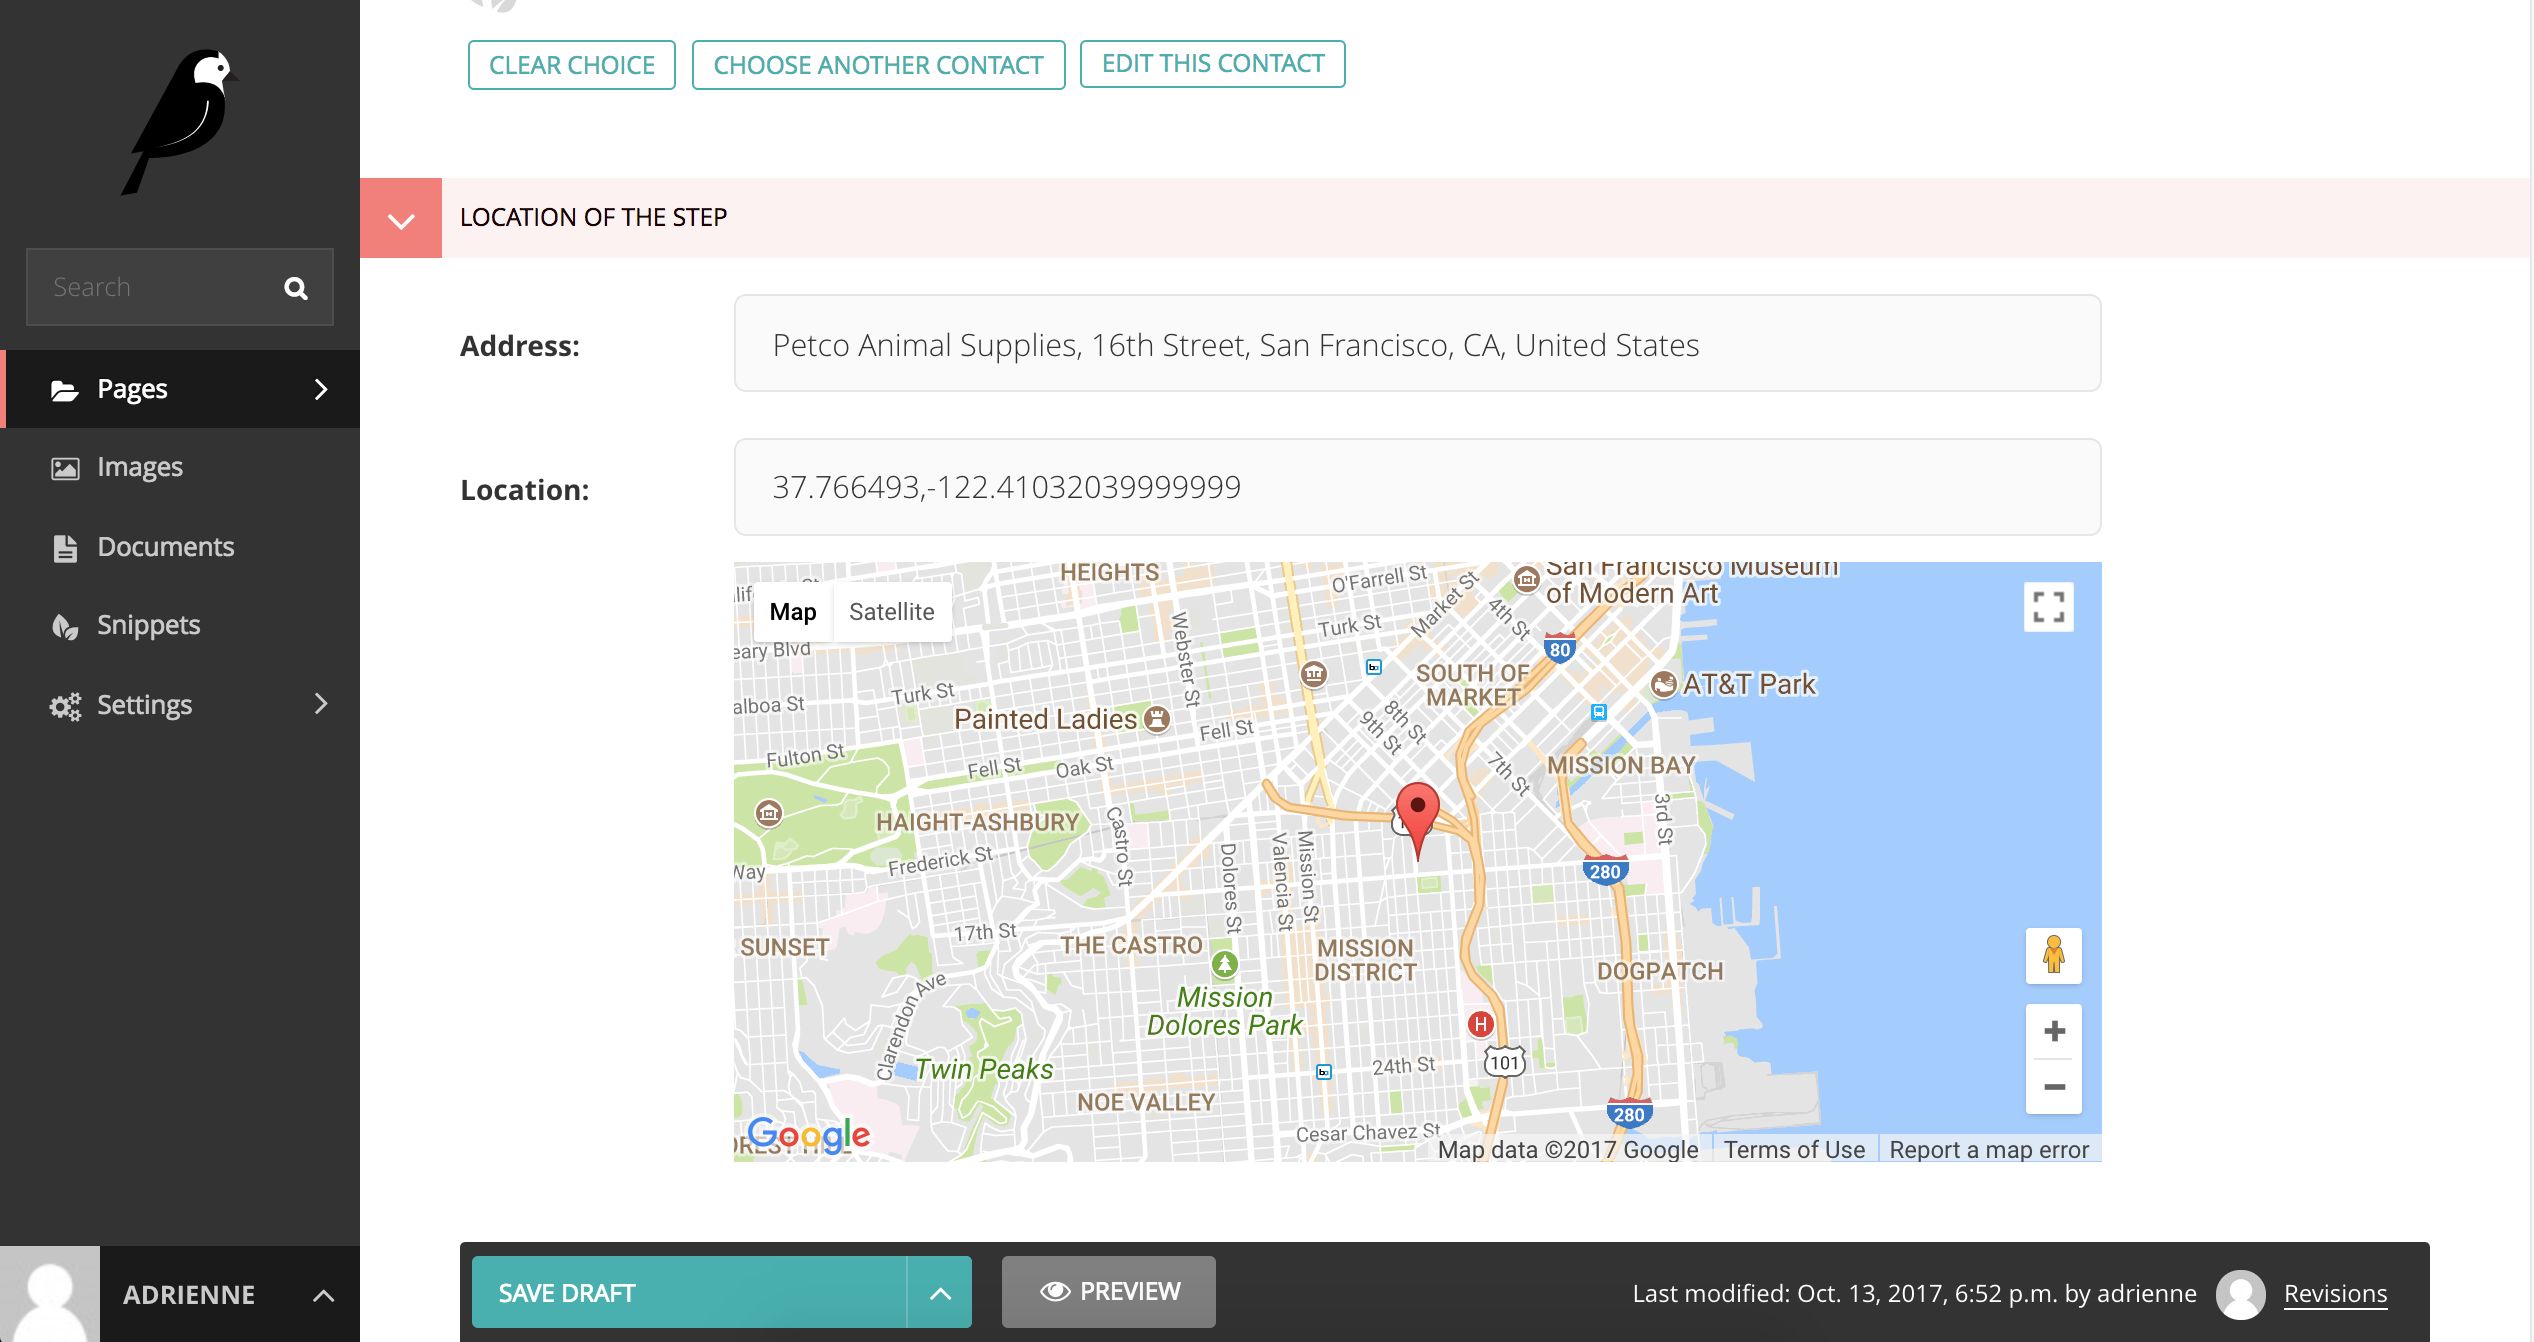 CLEAR CHOICE
CHOOSE ANOTHER CONTACT
EDIT THIS CONTACT
Search
Pages
Images
Documents
Snippets
Settings
ADRIENNE
LOCATION OF THE STEP
Address:
Petco Animal Supplies, 16th Street, San Francisco, CA, United States
Location:
37.766493,-122.41032039999999
Map
Satellite
HEIGHTS
O'Farrell St
Market St
4th St
San Francisco Museum
of Modern Art
Turk St
80
Webster St
SOUTH OF
MARKET
AT&T Park
Turk St
Painted Ladies
Fell St
8th St
9th St
7th St
MISSION BAY
Fulton St
Fell St
Oak St
3rd St
HAIGHT-ASHBURY
Castro St
Frederick St
Dolores St
Valencia St
Mission St
280
Way
SUNSET
17th St
THE CASTRO
MISSION
DISTRICT
DOGPATCH
Mission
Dolores Park
Clarendon Ave
H
Twin Peaks
24th St
101
NOE VALLEY
280
Cesar Chavez St
Google
Map data ©2017 Google
Terms of Use
Report a map error
SAVE DRAFT
PREVIEW
Last modified: Oct. 13, 2017, 6:52 p.m. by adrienne
Revisions